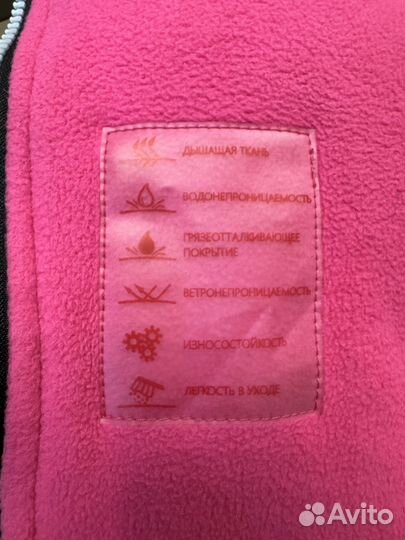 ДЫШАЩАЯ ТКАНЬ
ВОДОНЕПРОНИЦАЕМОСТЬ
ГРЯЗЕОТТАЛКИВАЮЩЕЕ
ПОКРЫТИЕ
ВЕТРОНЕПРОНИЦАЕМОСТЬ
ИЗНОСОСТОЙКОСТЬ
ЛЕГКОСТЬ В УХОДЕ
Avito